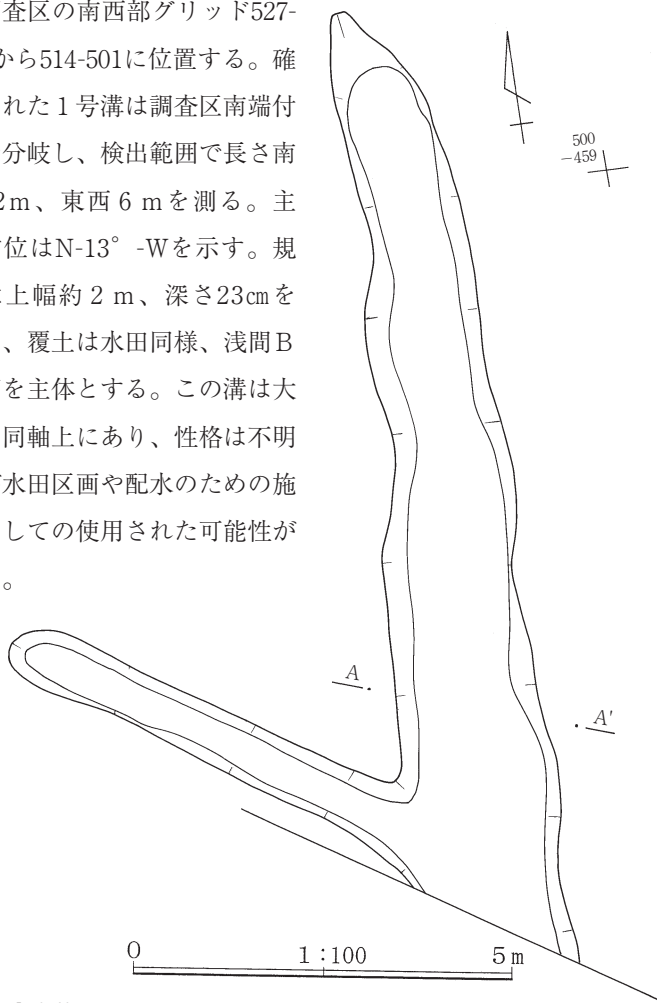 査区の南西部グリッド527-
から514-501に位置する。確
れた１号溝は調査区南端付
分岐し、検出範囲で長さ南
2ｍ、東西６ｍを測る。主
位はN-13°-Wを示す。規
上幅約２ｍ、深さ23㎝を
、覆土は水田同様、浅間Ｂ
を主体とする。この溝は大
同軸上にあり、性格は不明
水田区画や配水のための施
しての使用された可能性が
。
500
−459
A
A′
0 1:100 5m